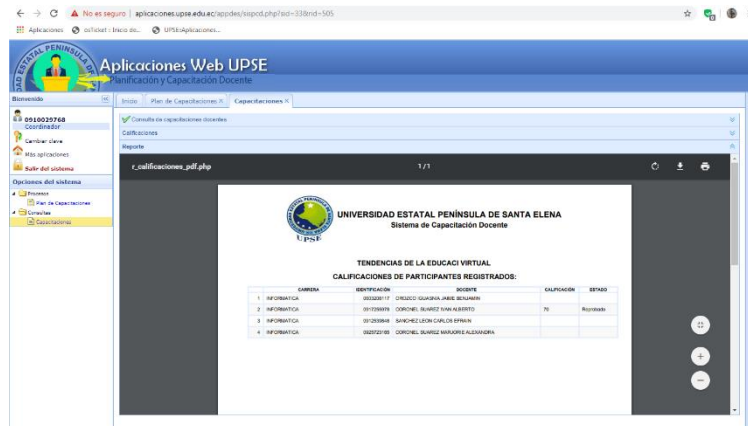 No es seguro | aplicaciones.upse.edu.ec/appdes/sispcd.php?sid=33&nid=505
Aplicaciones
UPSE:Aplicaciones...
Aplicaciones Web UPSE
Planificación y Capacitación Docente
Bienvenido
Inicio
Plan de Capacitaciones
Capacitaciones
0910029768
Coordinador
Cambiar clave
Más aplicaciones
Salir del sistema
Opciones del sistema
Procesos
Plan de Capacitaciones
Consultas
Capacitaciones
Consulta de capacitaciones docentes
Calificaciones
Reporte
r_calificaciones_pdf.php
1/1
UPSE
UNIVERSIDAD ESTATAL PENÍNSULA DE SANTA ELENA
Sistema de Capacitación Docente
TENDENCIAS DE LA EDUCACI VIRTUAL
CALIFICACIONES DE PARTICIPANTES REGISTRADOS:
CARRERA IDENTIFICACIÓN DOCENTE CALIFICACIÓN ESTADO
1 INFORMATICA OROZCO IGUASNIA JAIME BENJAMIN
2 INFORMATICA CORONEL SUAREZ IVAN ALBERTO 70 Reprobado
3 INFORMATICA SANCHEZ LEON CARLOS EFRAIN
4 INFORMATICA CORONEL SUAREZ MARJORIE ALEXANDRA